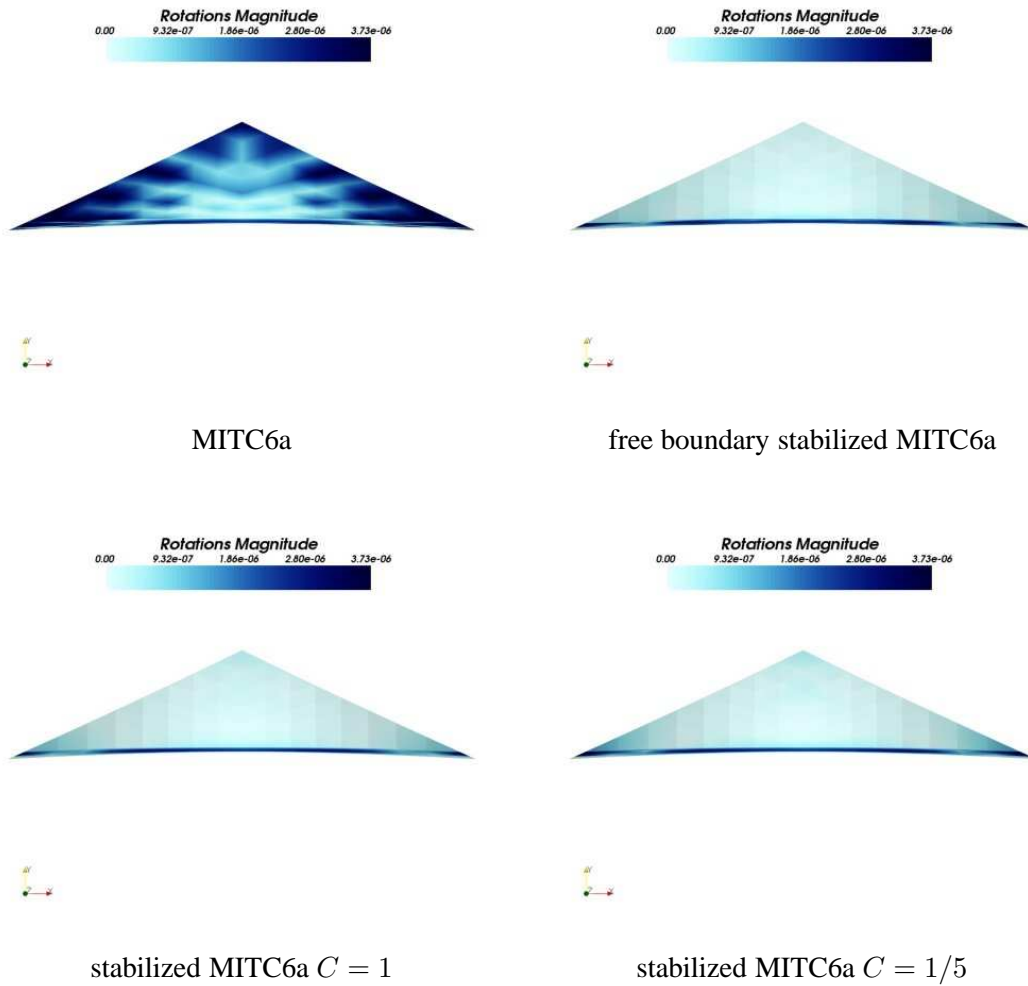 Rotations Magnitude
0.00 9.32e-07 1.86e-06 2.80e-06 3.73e-06
Rotations Magnitude
0.00 9.32e-07 1.86e-06 2.80e-06 3.73e-06
MITC6a
free boundary stabilized MITC6a
Rotations Magnitude
0.00 9.32e-07 1.86e-06 2.80e-06 3.73e-06
Rotations Magnitude
0.00 9.32e-07 1.86e-06 2.80e-06 3.73e-06
stabilized MITC6a C = 1
stabilized MITC6a C = 1/5